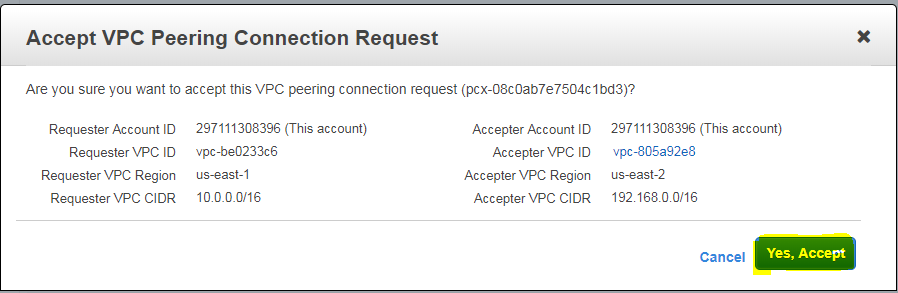 Accept VPC Peering Connection Request
Are you sure you want to accept this VPC peering connection request (pcx-08c0ab7e7504c1bd3)?
Requester Account ID 297111308396 (This account) Accepter Account ID 297111308396 (This account)
Requester VPC ID vpc-be0233c6 Accepter VPC ID vpc-805a92e8
Requester VPC Region us-east-1 Accepter VPC Region us-east-2
Requester VPC CIDR 10.0.0.0/16 Accepter VPC CIDR 192.168.0.0/16
Cancel Yes, Accept